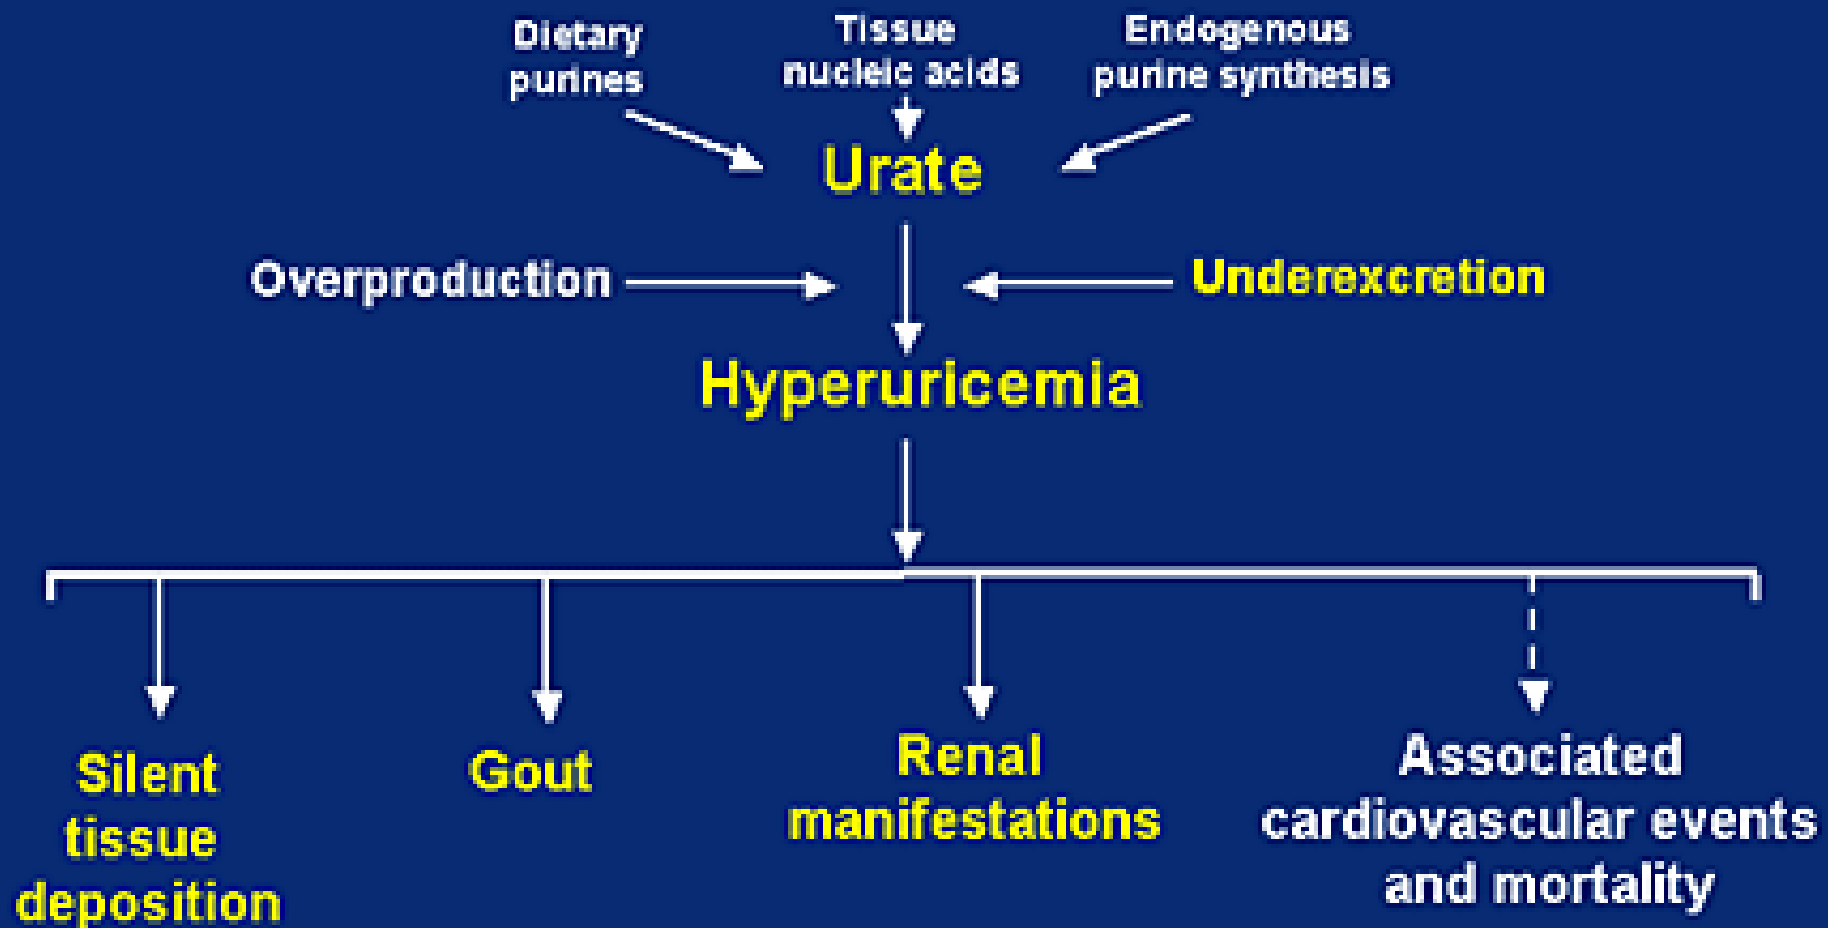 Dietary
purines
Tissue
nucleic acids
Endogenous
purine synthesis
Urate
Overproduction
Underexcretion
Hyperuricemia
Silent
tissue
deposition
Gout
Renal
manifestations
Associated
cardiovascular events
and mortality